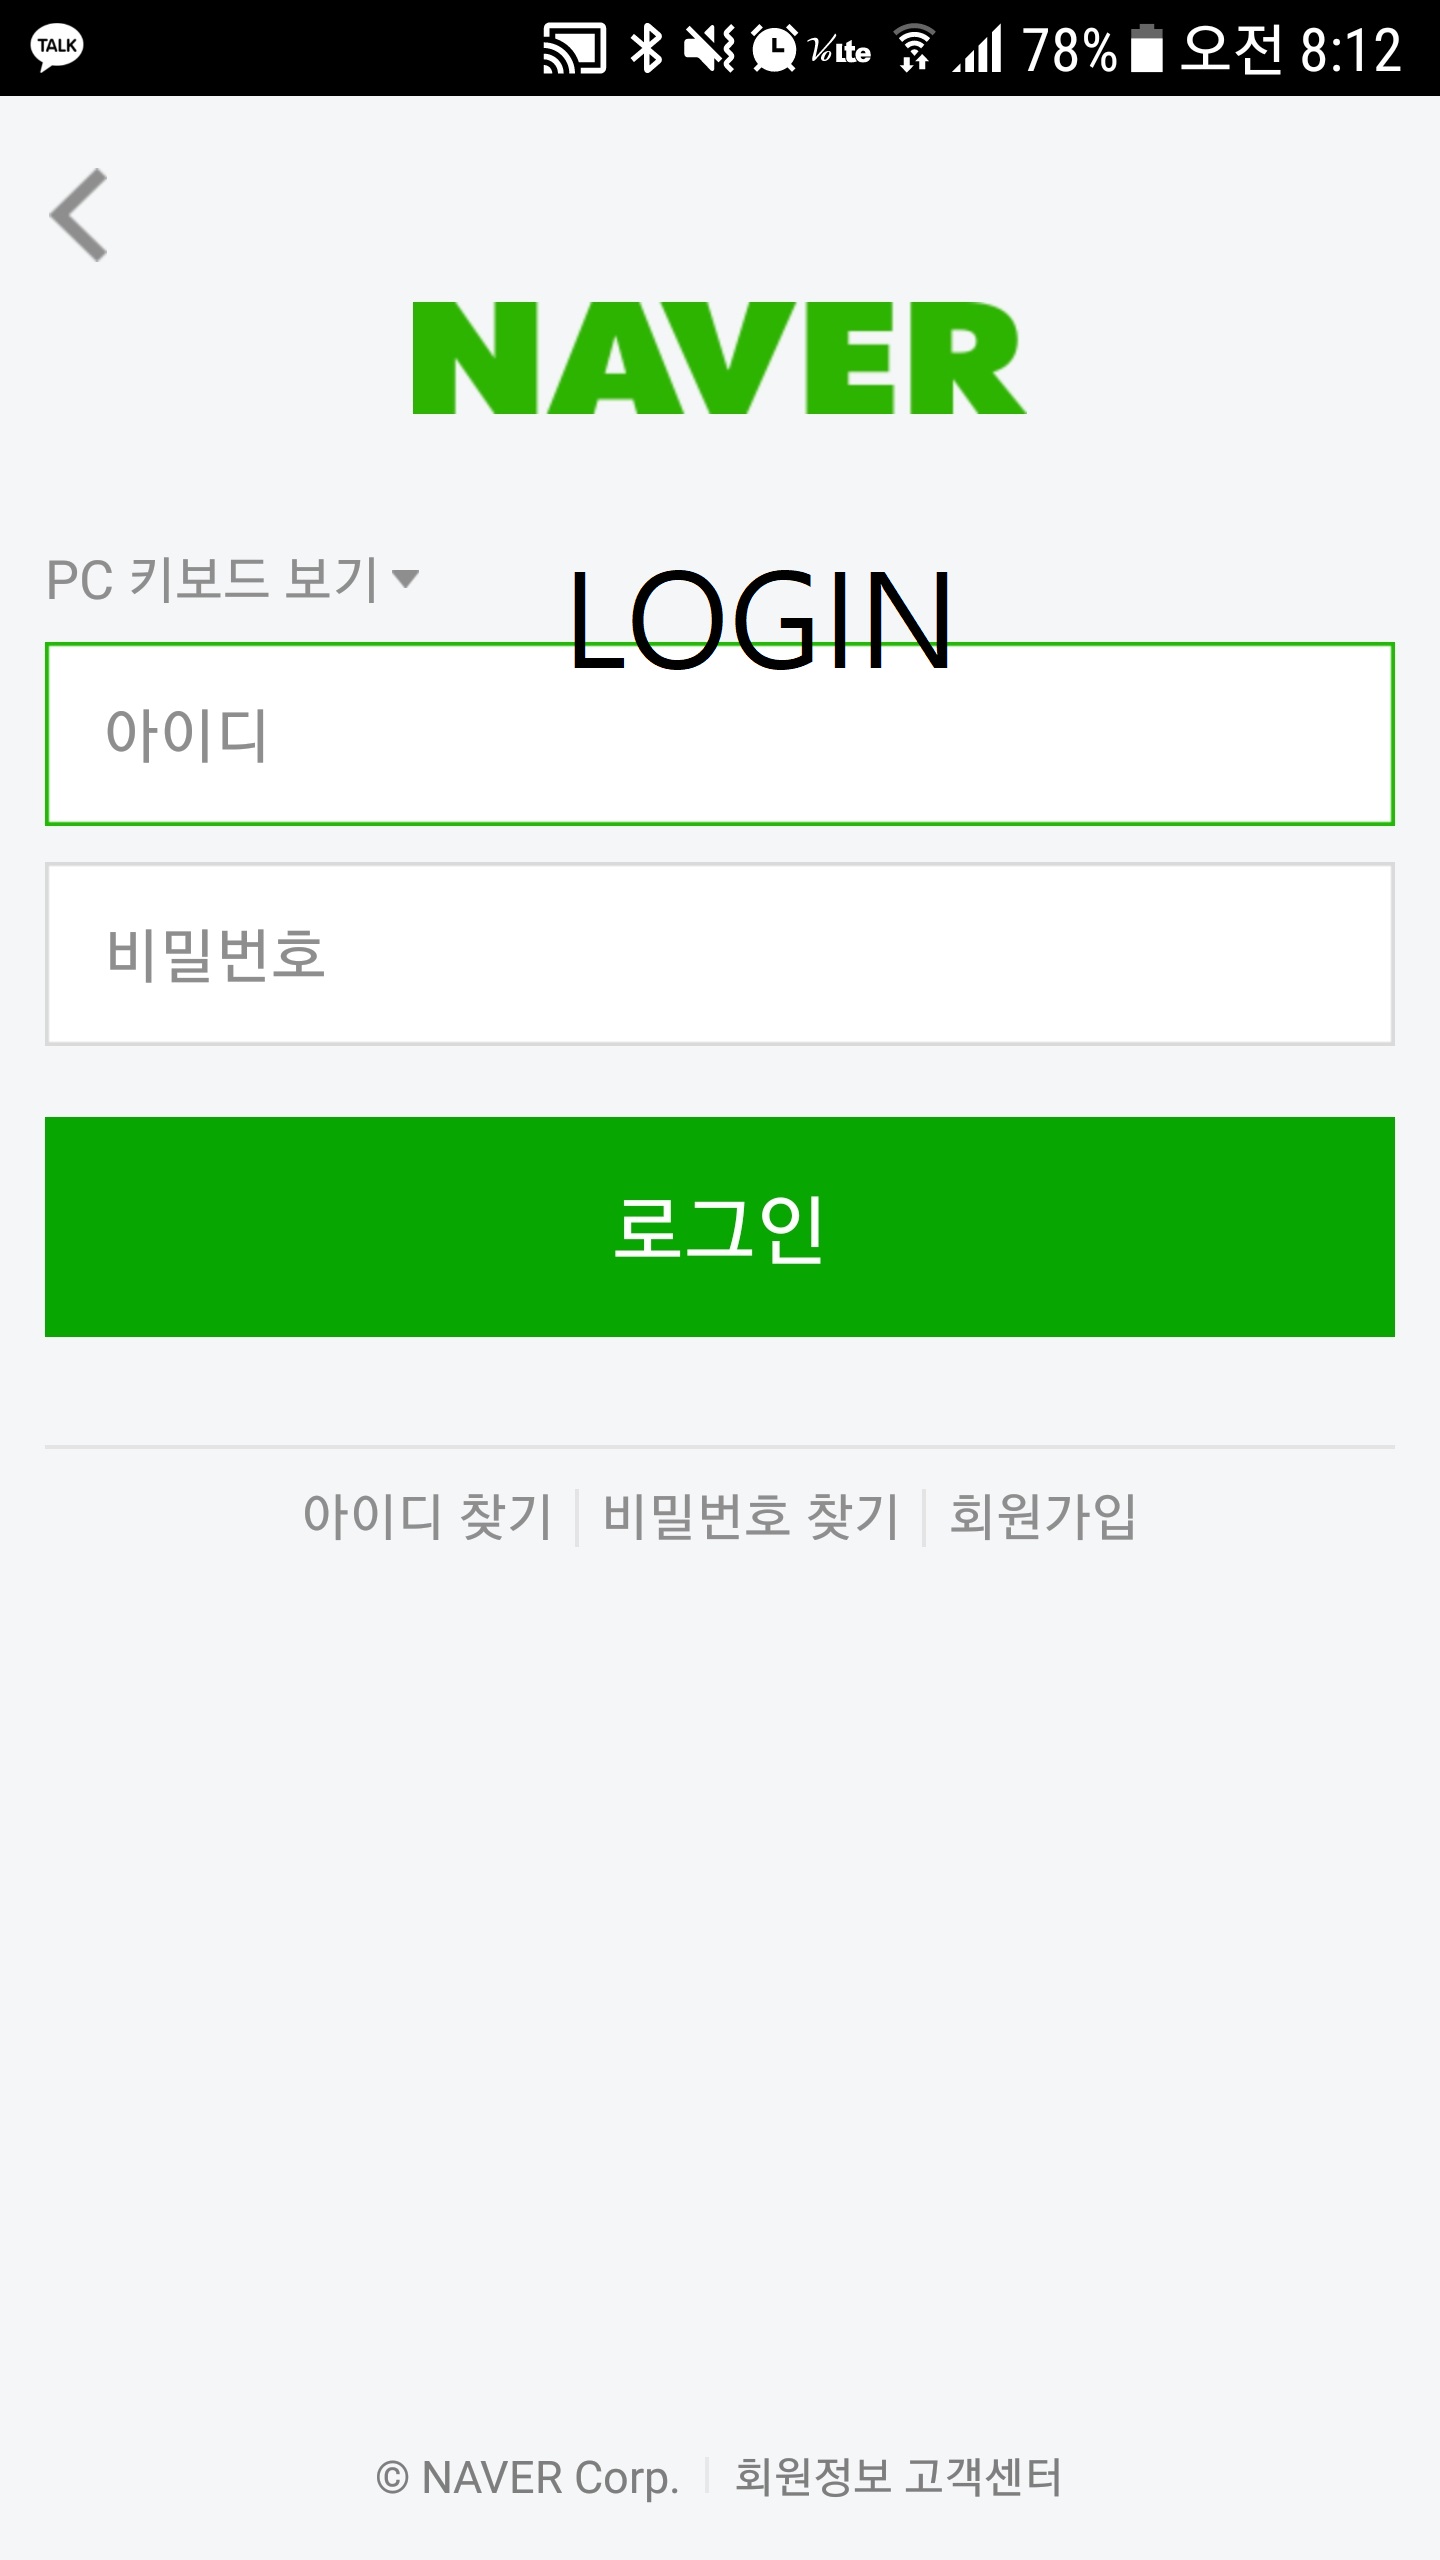 TALK Vo Lte 78% 오전 8:12
NAVER
PC 키보드 보기
LOGIN
아이디
비밀번호
로그인
아이디 찾기 비밀번호 찾기 회원가입
© NAVER Corp. 회원정보 고객센터